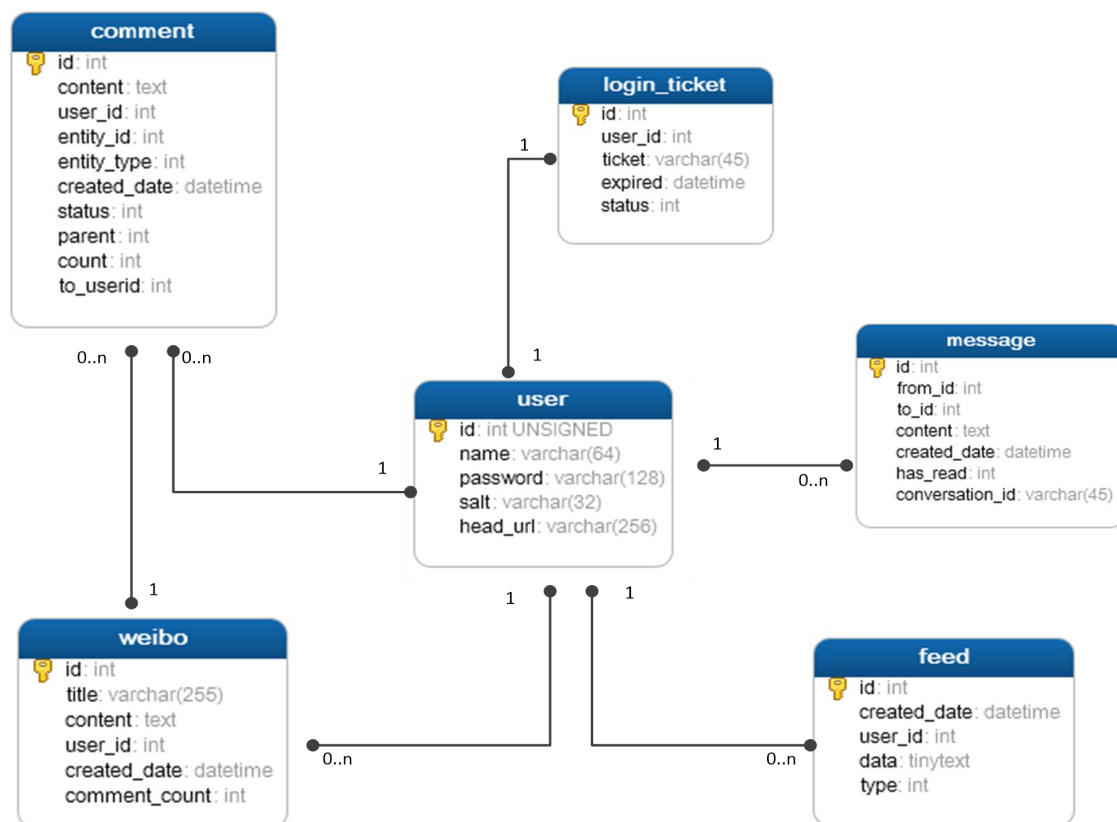 comment
id: int
content: text
user_id: int
entity_id: int
entity_type: int
created_date: datetime
status: int
parent: int
count: int
to_userid: int
login_ticket
id: int
user_id: int
ticket: varchar(45)
expired: datetime
status: int
1
1
0..n
0..n
message
id: int
from_id: int
to_id: int
content: text
created_date: datetime
has_read: int
conversation_id: varchar(45)
user
id: int UNSIGNED
name: varchar(64)
password: varchar(128)
salt: varchar(32)
head_url: varchar(256)
1
1
0..n
1
1
1
weibo
id: int
title: varchar(255)
content: text
user_id: int
created_date: datetime
comment_count: int
0..n
0..n
feed
id: int
created_date: datetime
user_id: int
data: tinytext
type: int